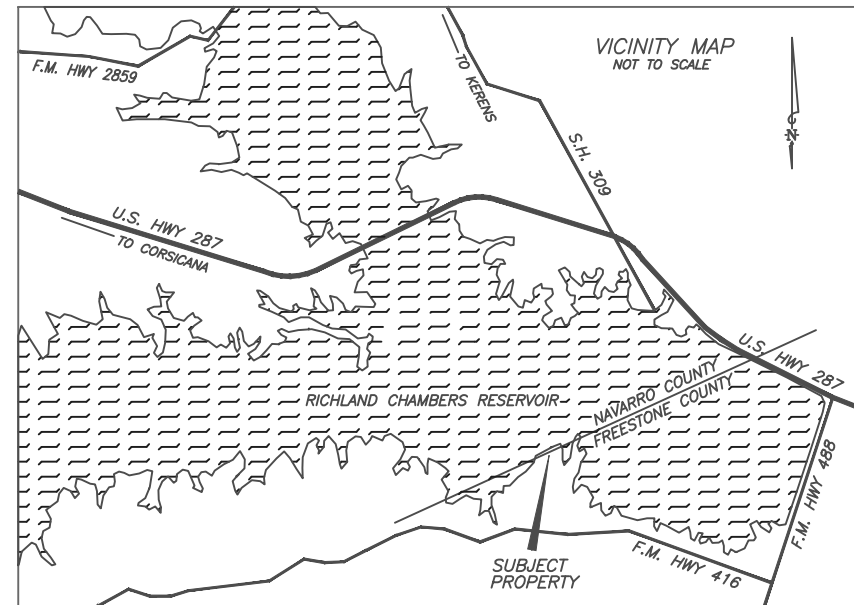 VICINITY MAP
NOT TO SCALE
F.M. HWY 2859
TO KERENS
S.H. 309
N
U.S. HWY 287
TO CORSICANA
U.S. HWY 287
RICHLAND CHAMBERS RESERVOIR
NAVARRO COUNTY
FREESTONE COUNTY
F.M. HWY 488
SUBJECT
PROPERTY
F.M. HWY 416